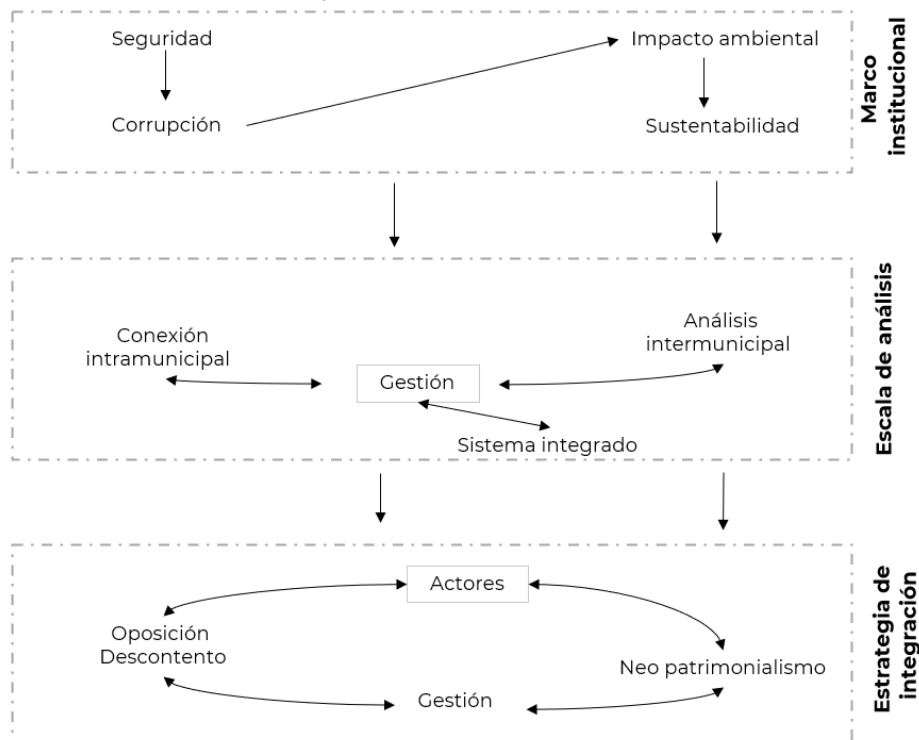 Seguridad
Impacto ambiental
Corrupción
Sustentabilidad
Marco
institucional
Conexión
intramunicipal
Análisis
intermunicipal
Gestión
Sistema integrado
Escala de análisis
Actores
Oposición
Descontento
Neo patrimonialismo
Gestión
Estrategia de
integración